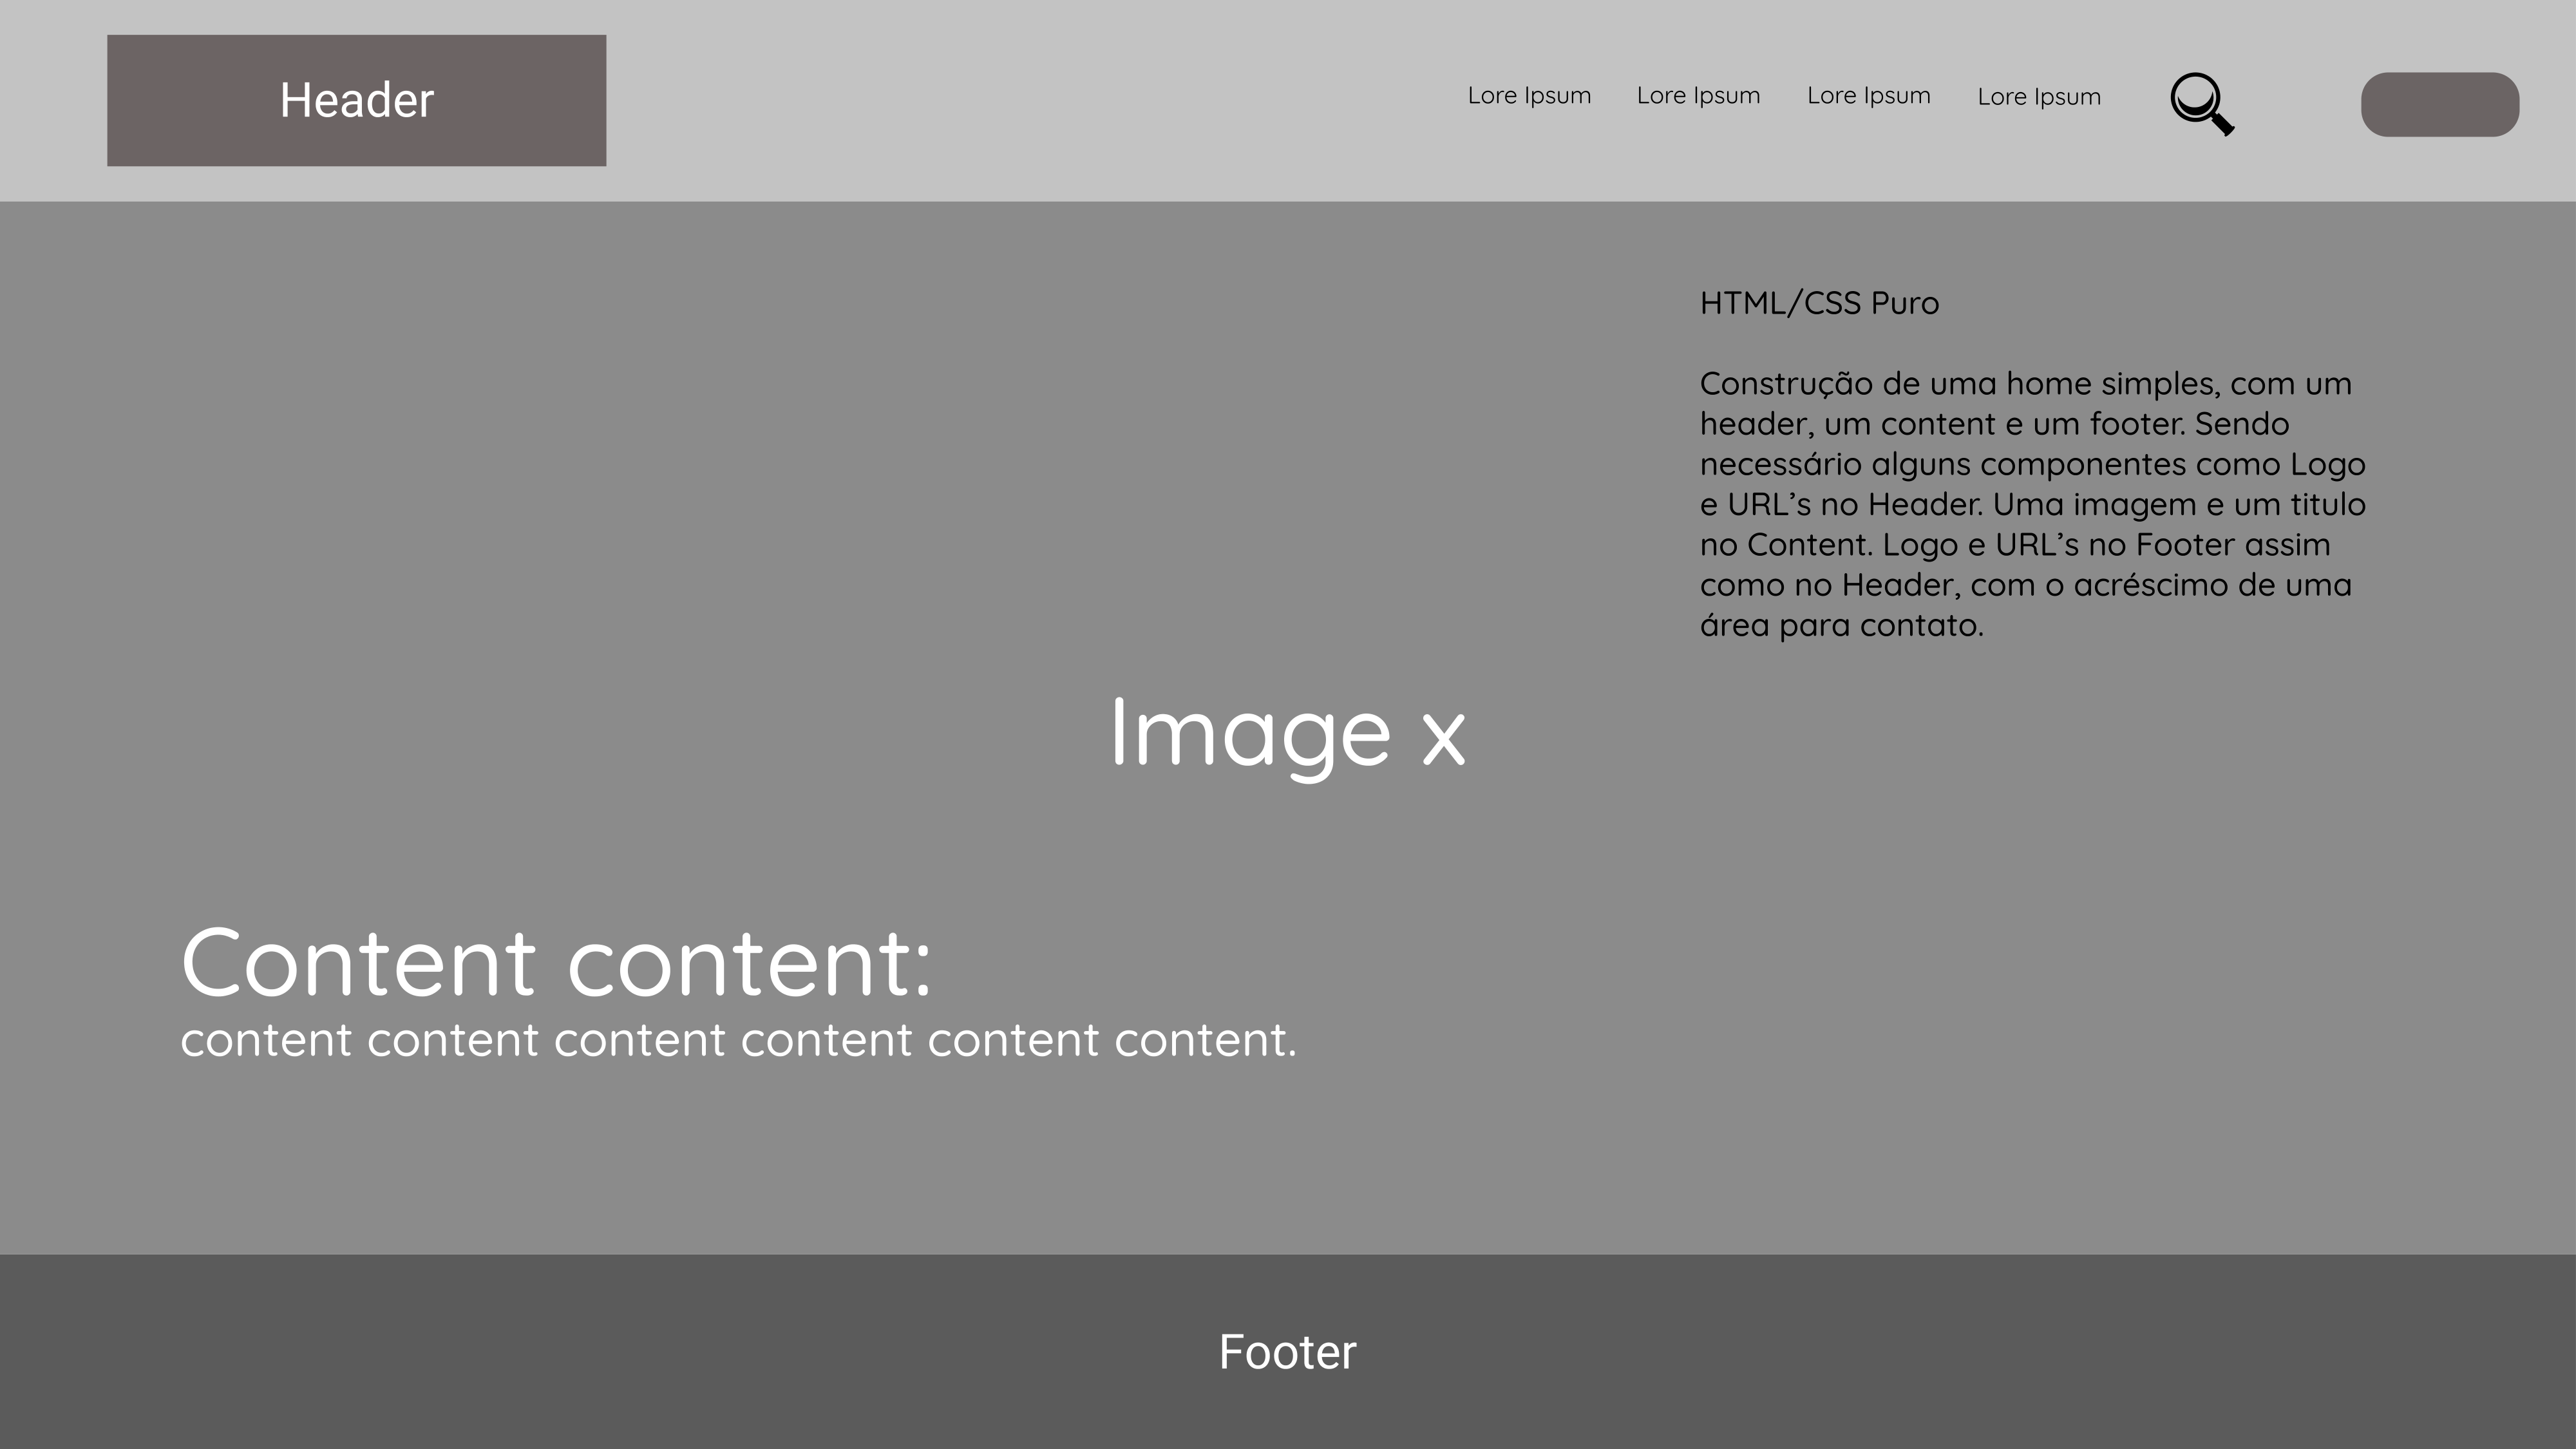 Header
Lore Ipsum
Lore Ipsum
Lore Ipsum
Lore Ipsum
HTML/CSS Puro
Construção de uma home simples, com um
header, um content e um footer. Sendo
necessário alguns componentes como Logo
e URL’s no Header. Uma imagem e um titulo
no Content. Logo e URL’s no Footer assim
como no Header, com o acréscimo de uma
área para contato.
Image x
Content content:
content content content content content content.
Footer